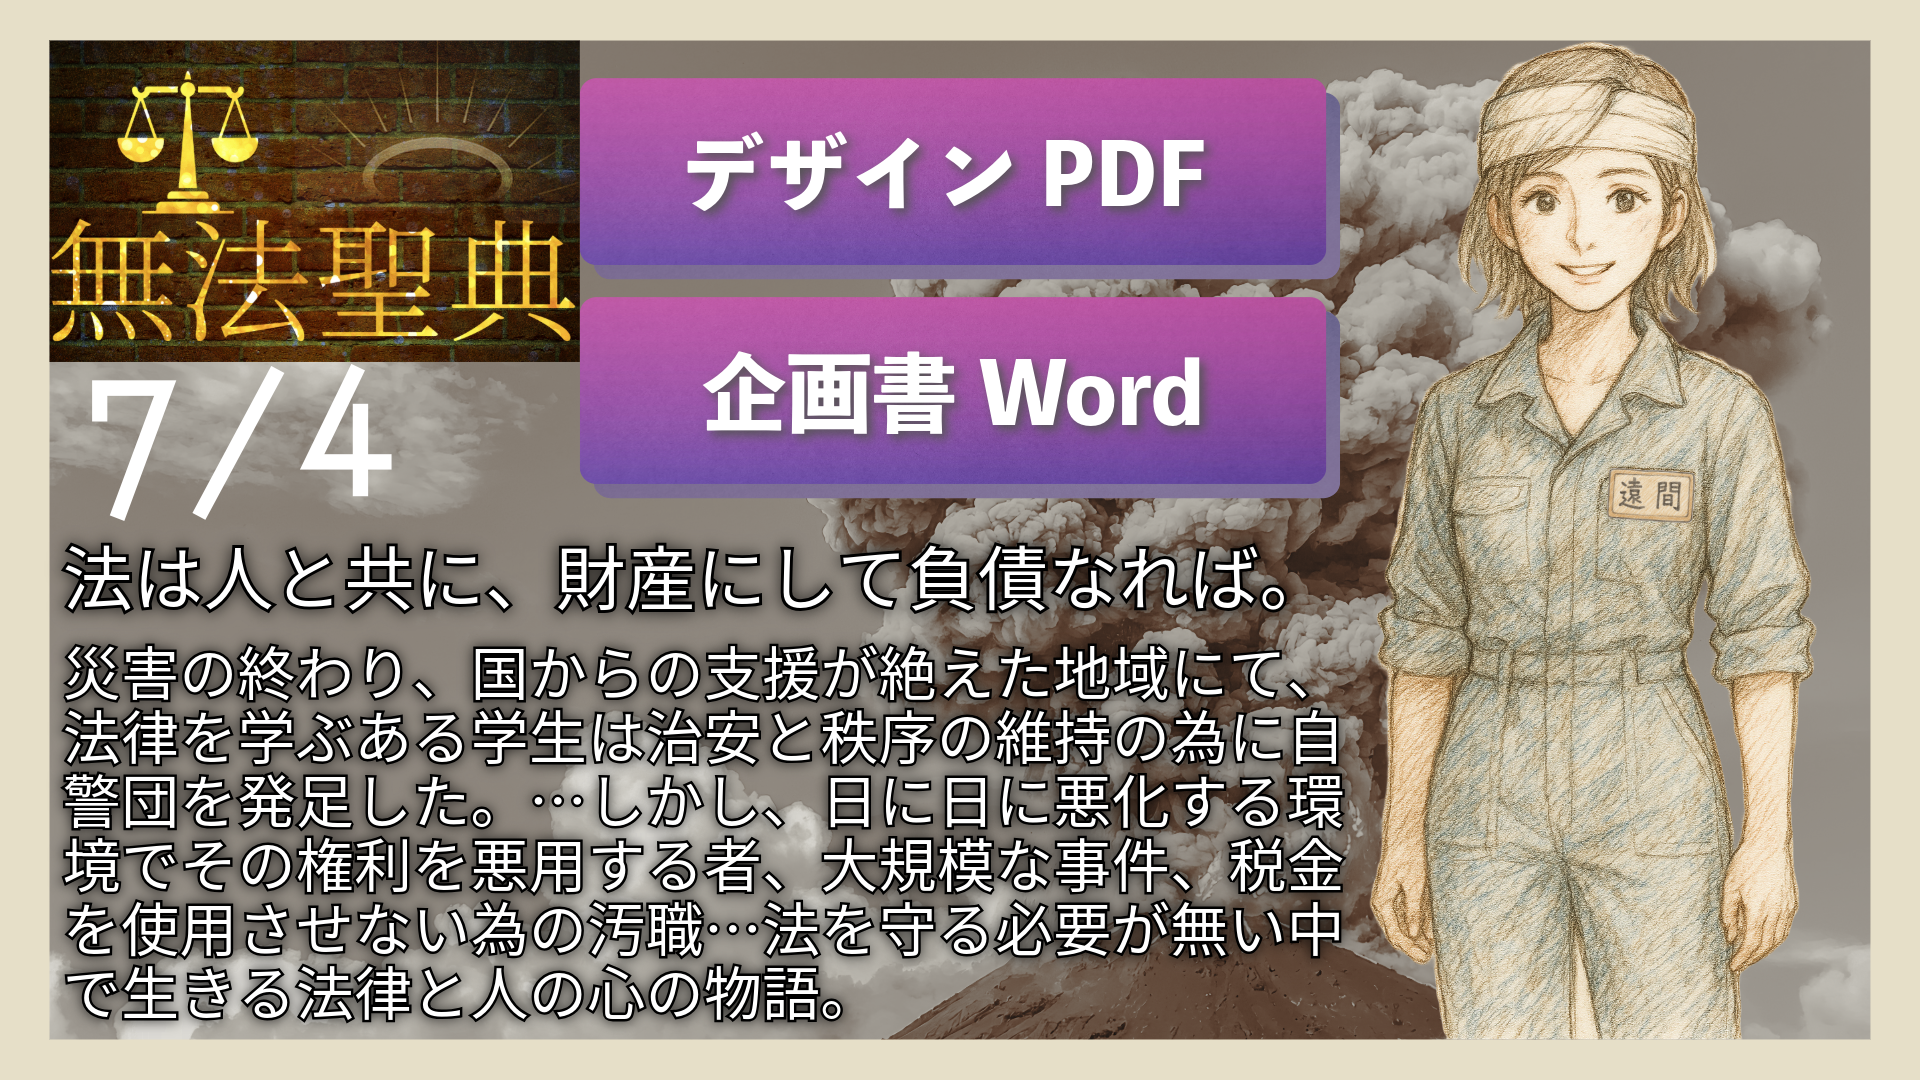 無法聖典
7/4
デザイン PDF
企画書 Word
遠間
法は人と共に、財産にして負債なれば。
災害の終わり、国からの支援が絶えた地域にて、
法律を学ぶある学生は治安と秩序の維持の為に自
警団を発足した。…しかし、日に日に悪化する環
境でその権利を悪用する者、大規模な事件、税金
を使用させない為の汚職…法を守る必要が無い中
で生きる法律と人の心の物語。